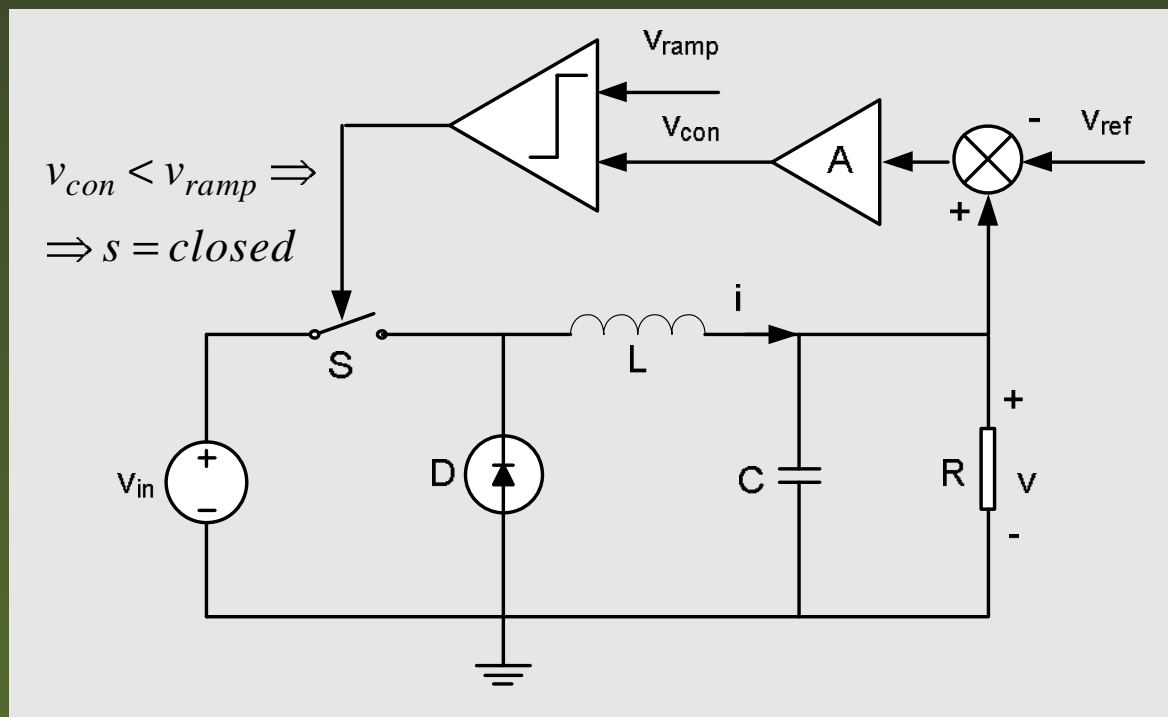 v_ramp
v_con
A
-
v_ref
+
v_con < v_ramp ⇒
⇒ s = closed
S
i
L
+
v_in
+
−
D
C
R
v
-